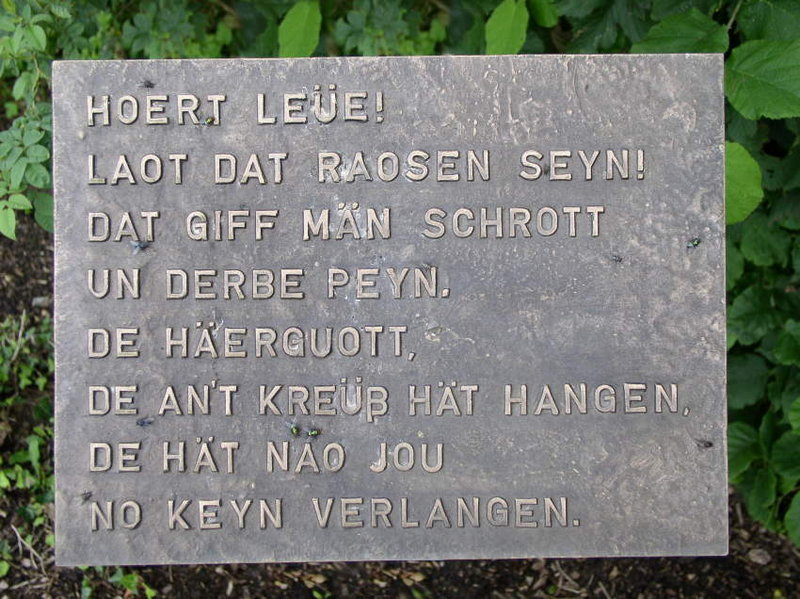 HOERT LEÜE!
LAOT DAT RAOSEN SEYN!
DAT GIFF MÄN SCHROTT
UN DERBE PEYN.
DE HÄERGUOTT,
DE AN'T KREÜß HÄT HANGEN,
DE HÄT NAO JOU
NO KEYN VERLANGEN.